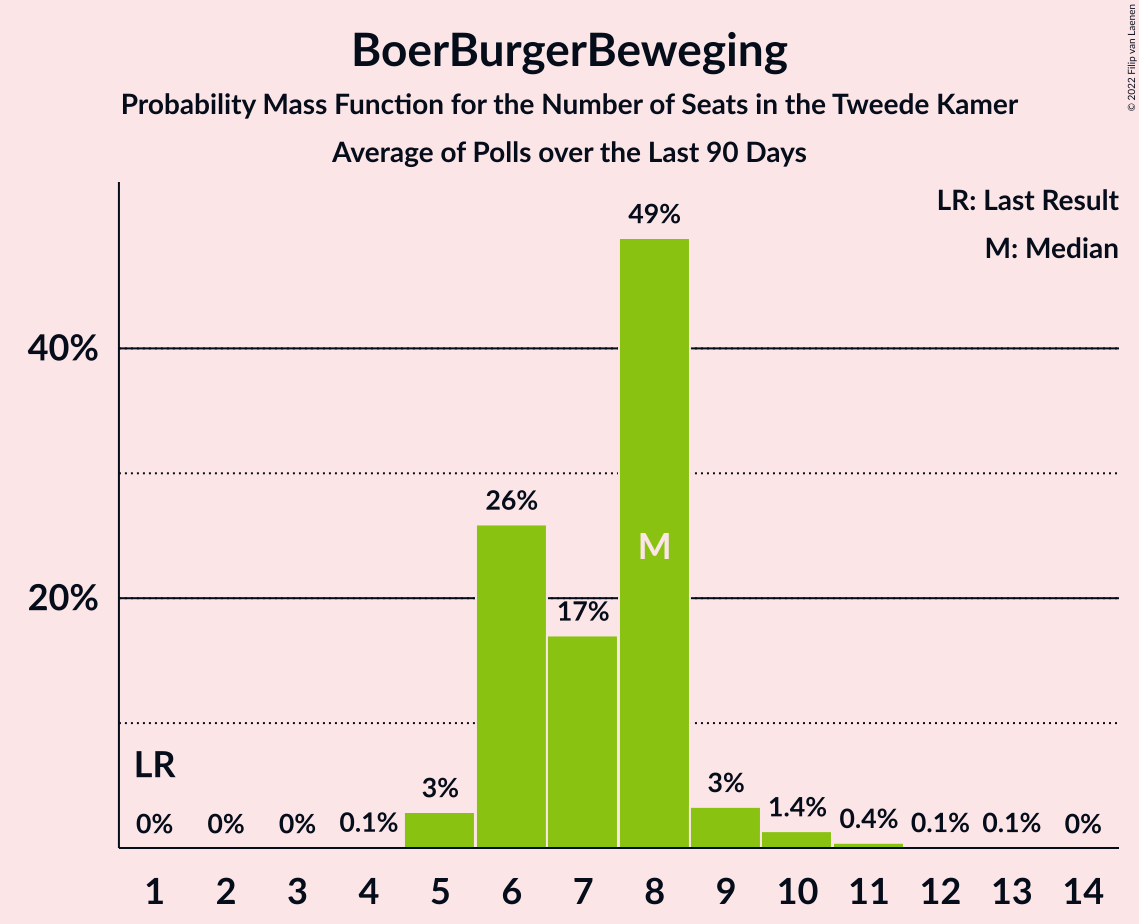 BoerBurgerBeweging
Probability Mass Function for the Number of Seats in the Tweede Kamer
Average of Polls over the Last 90 Days
© 2022 Filip van Laenen
LR: Last Result
M: Median
49%
40%
26%
M
20%
17%
LR
3%
3%
1.4%
0% 0% 0% 0.1% 0.4% 0.1% 0.1% 0%
1 2 3 4 5 6 7 8 9 10 11 12 13 14